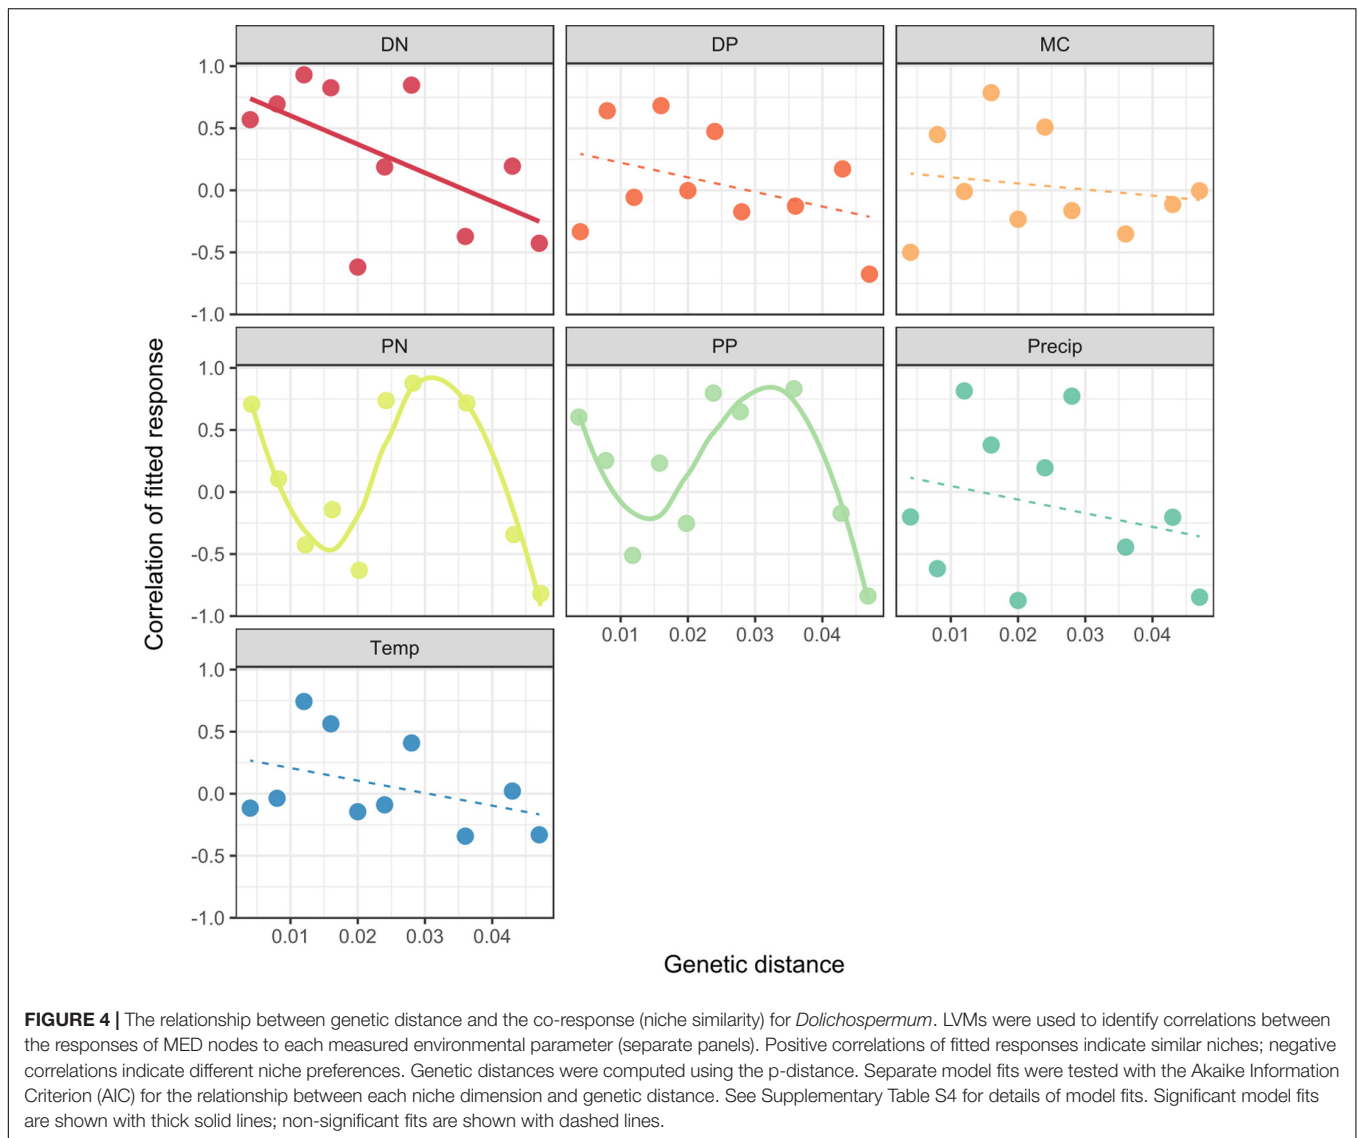 DN
DP
MC
1.0
0.5
0.0
-0.5
-1.0
PN
PP
Precip
1.0
0.5
0.0
-0.5
-1.0
0.01 0.02 0.03 0.04
0.01 0.02 0.03 0.04
Temp
1.0
0.5
0.0
-0.5
-1.0
0.01 0.02 0.03 0.04
Correlation of fitted response
Genetic distance
FIGURE 4 | The relationship between genetic distance and the co-response (niche similarity) for Dolichospermum. LVMs were used to identify correlations between
the responses of MED nodes to each measured environmental parameter (separate panels). Positive correlations of fitted responses indicate similar niches; negative
correlations indicate different niche preferences. Genetic distances were computed using the p-distance. Separate model fits were tested with the Akaike Information
Criterion (AIC) for the relationship between each niche dimension and genetic distance. See Supplementary Table S4 for details of model fits. Significant model fits
are shown with thick solid lines; non-significant fits are shown with dashed lines.